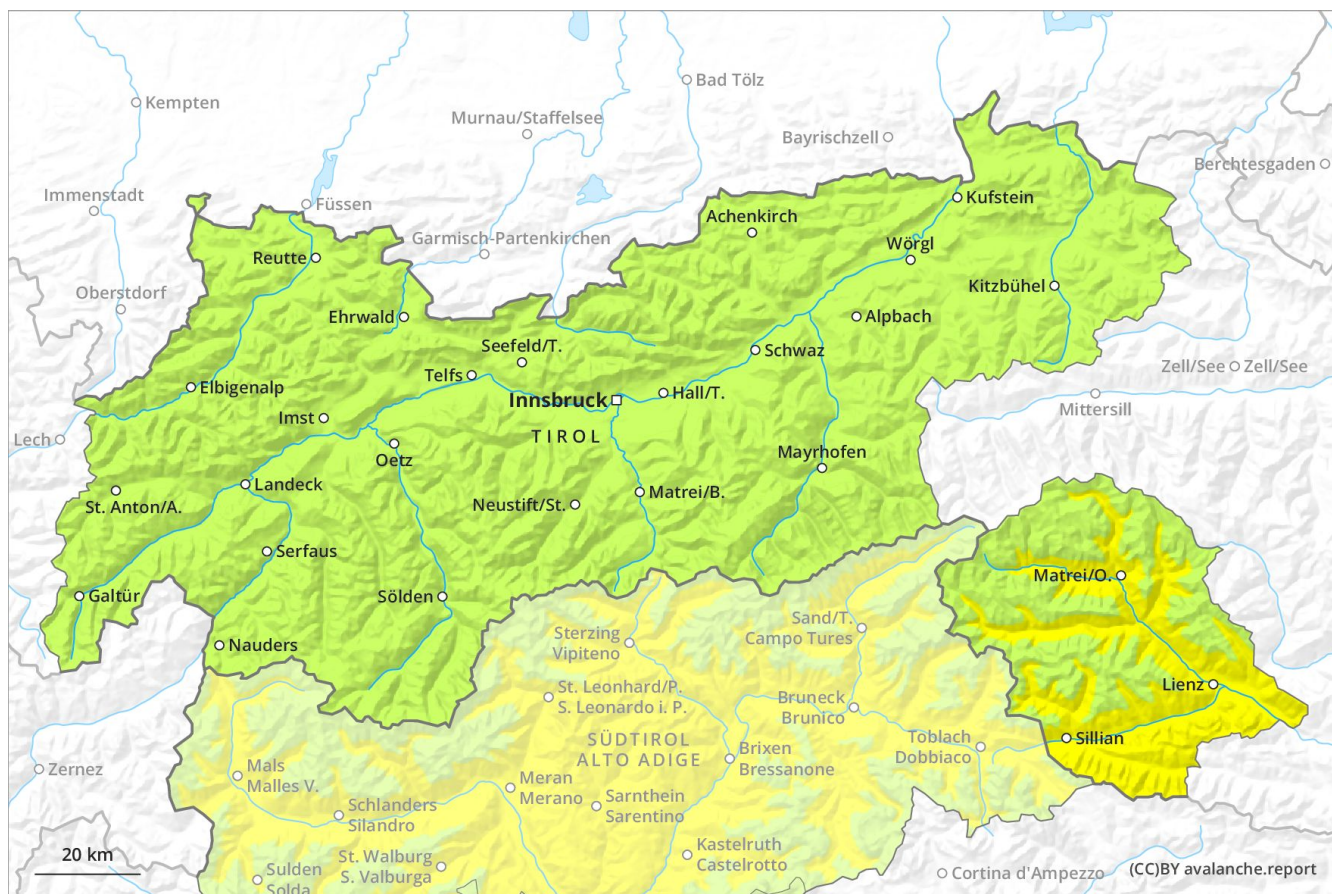 Kempten
Bad Tölz
Murnau/Staffelsee
Bayrischzell
Berchtesgaden
Immenstadt
Füssen
Kufstein
Achenkirch
Garmisch-Partenkirchen
Wörgl
Reutte
Oberstdorf
Kitzbühel
Ehrwald
Alpbach
Seefeld/T.
Schwaz
Telfs
Zell/See
Zell/See
Elbigenalp
Innsbruck
Hall/T.
Mittersill
Imst
TIROL
Lech
Oetz
Mayrhofen
Landeck
St. Anton/A.
Neustift/St.
Matrei/B.
Serfaus
Matrei/O.
Galtür
Sölden
Sand/T.
Campo Tures
Sterzing
Vipiteno
Nauders
Lienz
St. Leonhard/P.
S. Leonardo i. P.
Bruneck
Brunico
SÜDTIROL
ALTO ADIGE
Sillian
Toblach
Dobbiaco
Brixen
Bressanone
Zernez
Mals
Malles V.
Meran
Merano
Sarnthein
Sarentino
Schlanders
Silandro
20 km
St. Walburg
S. Valburga
Kastelruth
Castelrotto
Sulden
Solda
Cortina d'Ampezzo
(CC)BY avalanche.report